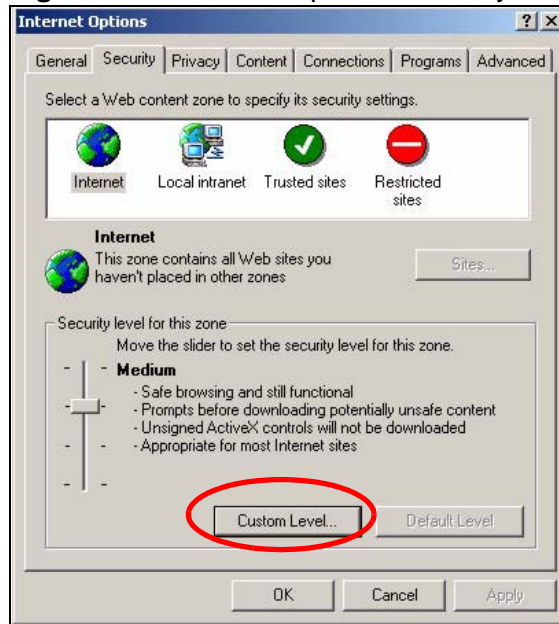 Internet Options
? X
General Security Privacy Content Connections Programs Advanced
Select a Web content zone to specify its security settings.
Internet Local intranet Trusted sites Restricted
sites
Internet
This zone contains all Web sites you
haven't placed in other zones
Sites...
Security level for this zone
Move the slider to set the security level for this zone.
Medium
- Safe browsing and still functional
- Prompts before downloading potentially unsafe content
- Unsigned ActiveX controls will not be downloaded
- Appropriate for most Internet sites
Custom Level... Default Level
OK Cancel Apply